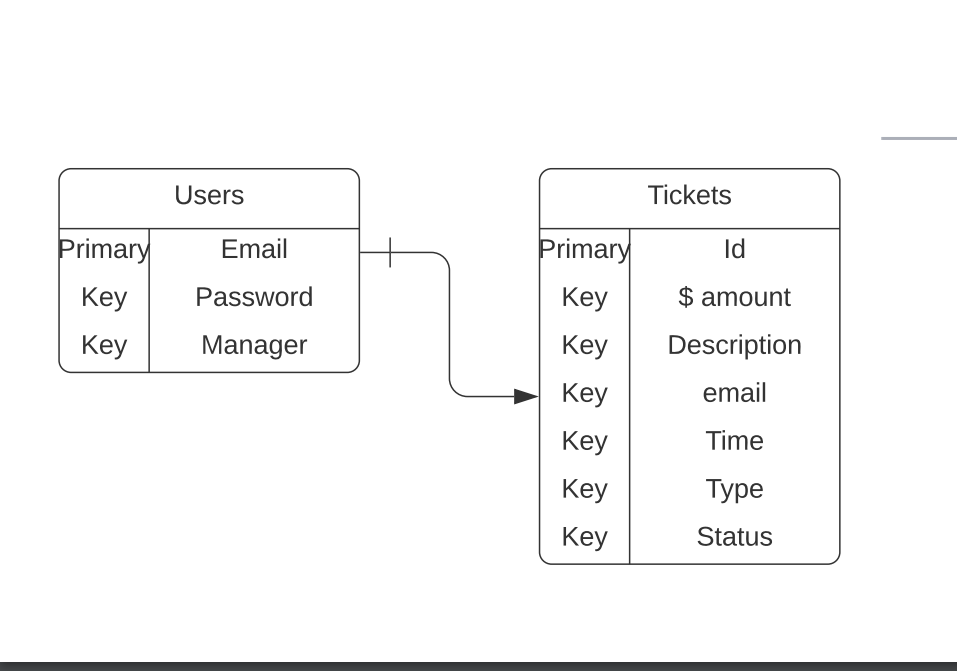 Users
Primary Email
Key Password
Key Manager
Tickets
Primary Id
Key $ amount
Key Description
Key email
Key Time
Key Type
Key Status